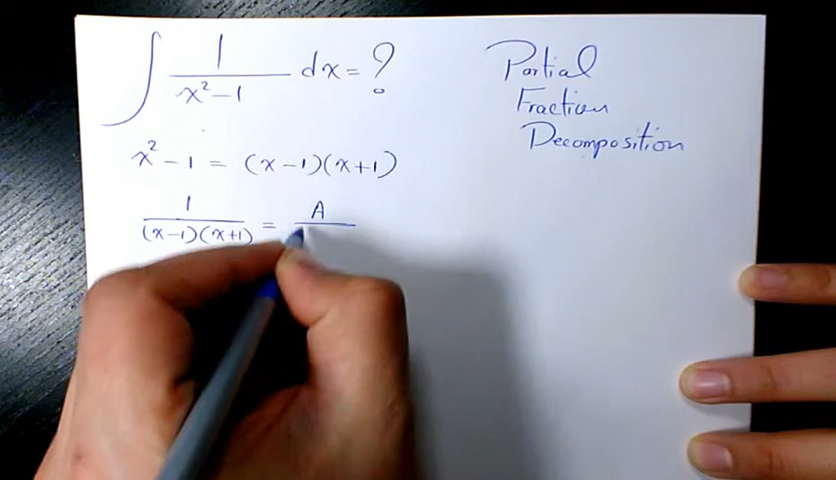 ∫ 1/(x²-1) dx = ?
Partial
Fraction
Decomposition
x² - 1 = (x-1)(x+1)
1/((x-1)(x+1)) = A/